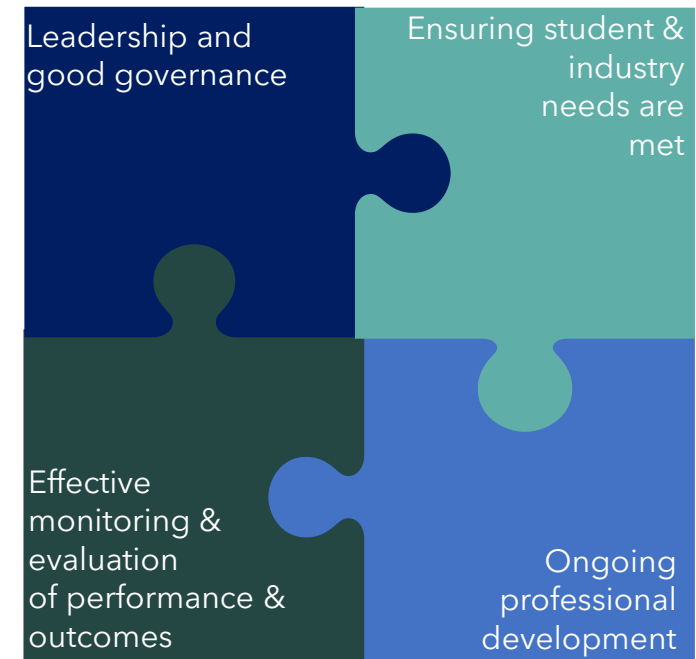 Leadership and
good governance
Ensuring student &
industry
needs are
met
Effective
monitoring &
evaluation
of performance &
outcomes
Ongoing
professional
development